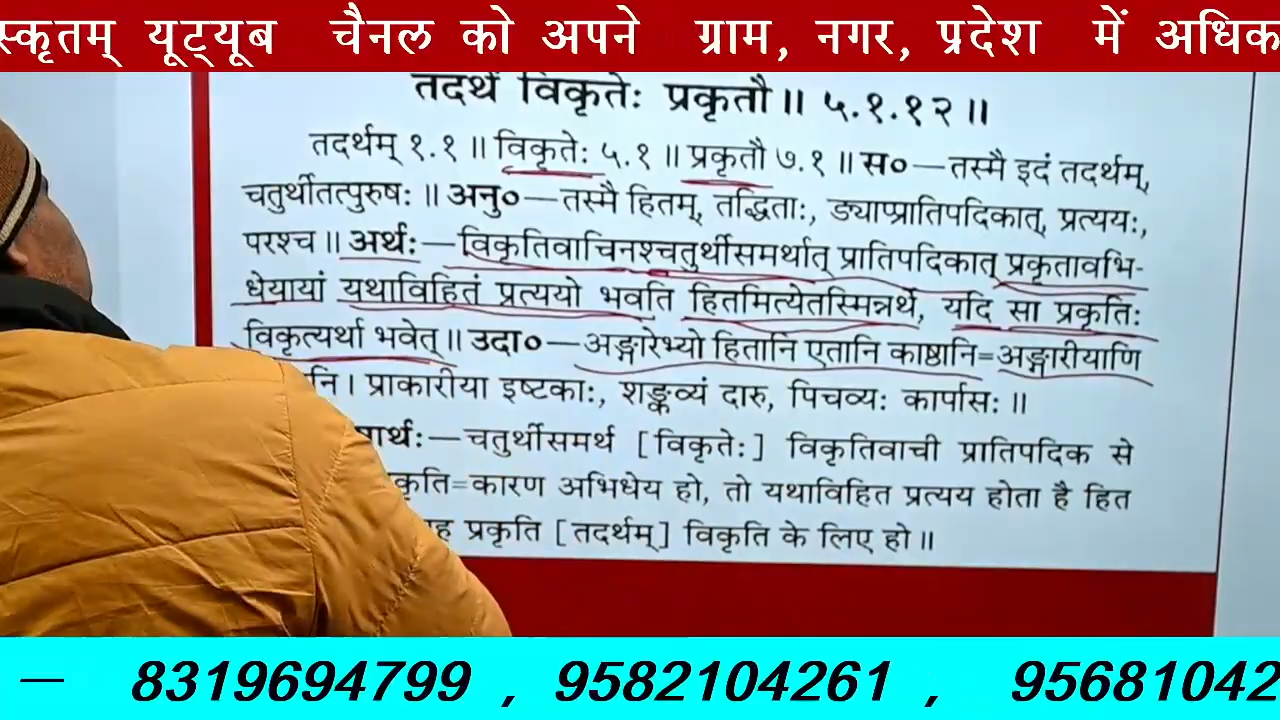 स्कृतम् यूट्यूब चैनल को अपने ग्राम, नगर, प्रदेश में अधिक
तदर्थं विकृतेः प्रकृतौ॥ ५.१.१२॥
तदर्थम् १.१॥ विकृतेः ५.१॥ प्रकृतौ ७.१॥ स०—तस्मै इदं तदर्थम्,
चतुर्थीतत्पुरुषः॥ अनु०—तस्मै हितम्, तद्धिताः, ङ्याप्प्रातिपदिकात्, प्रत्ययः,
परश्च॥ अर्थः—विकृतिवाचिनश्चतुर्थीसमर्थात् प्रातिपदिकात् प्रकृतावभि-
धेयायां यथाविहितं प्रत्ययो भवति हितमित्येतस्मिन्नर्थे, यदि सा प्रकृतिः
विकृत्यर्था भवेत्॥ उदा०—अङ्गारेभ्यो हितानि एतानि काष्ठानि=अङ्गारीयाणि
नि। प्राकारीया इष्टकाः, शङ्कव्यं दारु, पिचव्यः कार्पासः॥
षार्थः—चतुर्थीसमर्थ [विकृतेः] विकृतिवाची प्रातिपदिक से
कृति=कारण अभिधेय हो, तो यथाविहित प्रत्यय होता है हित
ह प्रकृति [तदर्थम्] विकृति के लिए हो॥
— 8319694799 , 9582104261 , 95681042